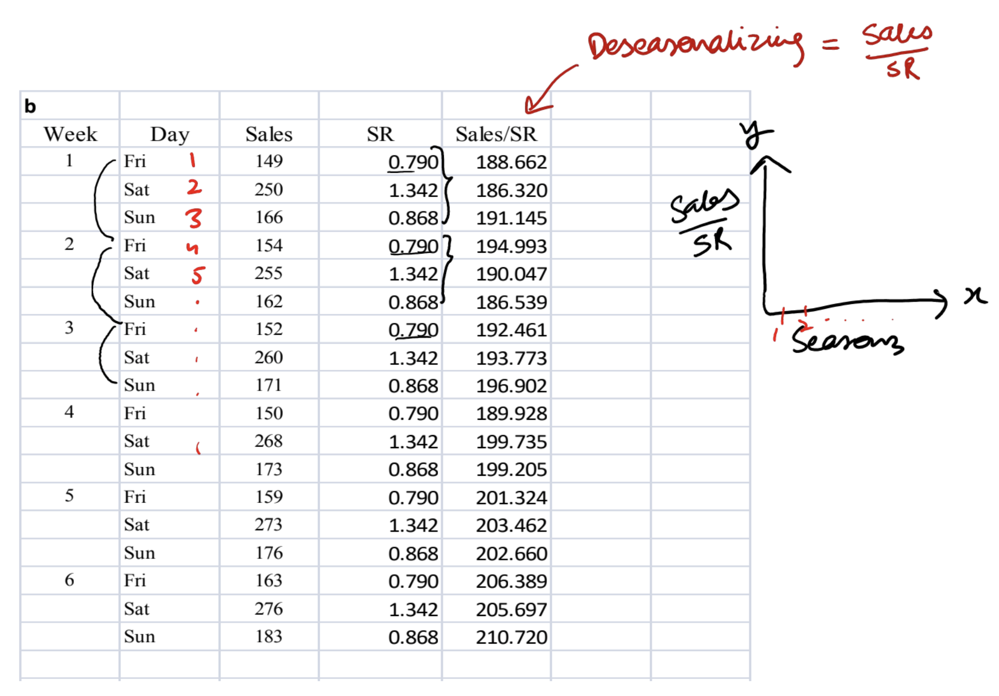 Deseasonalizing = Sales
SR
b
Week Day Sales SR Sales/SR
1 Fri 1 149 0.790 188.662
Sat 2 250 1.342 186.320
Sun 3 166 0.868 191.145
2 Fri 4 154 0.790 194.993
Sat 5 255 1.342 190.047
Sun 162 0.868 186.539
3 Fri 152 0.790 192.461
Sat 260 1.342 193.773
Sun 171 0.868 196.902
4 Fri 150 0.790 189.928
Sat 268 1.342 199.735
Sun 173 0.868 199.205
5 Fri 159 0.790 201.324
Sat 273 1.342 203.462
Sun 176 0.868 202.660
6 Fri 163 0.790 206.389
Sat 276 1.342 205.697
Sun 183 0.868 210.720
y
Sales
SR
x
1 2 . . . .
Seasons